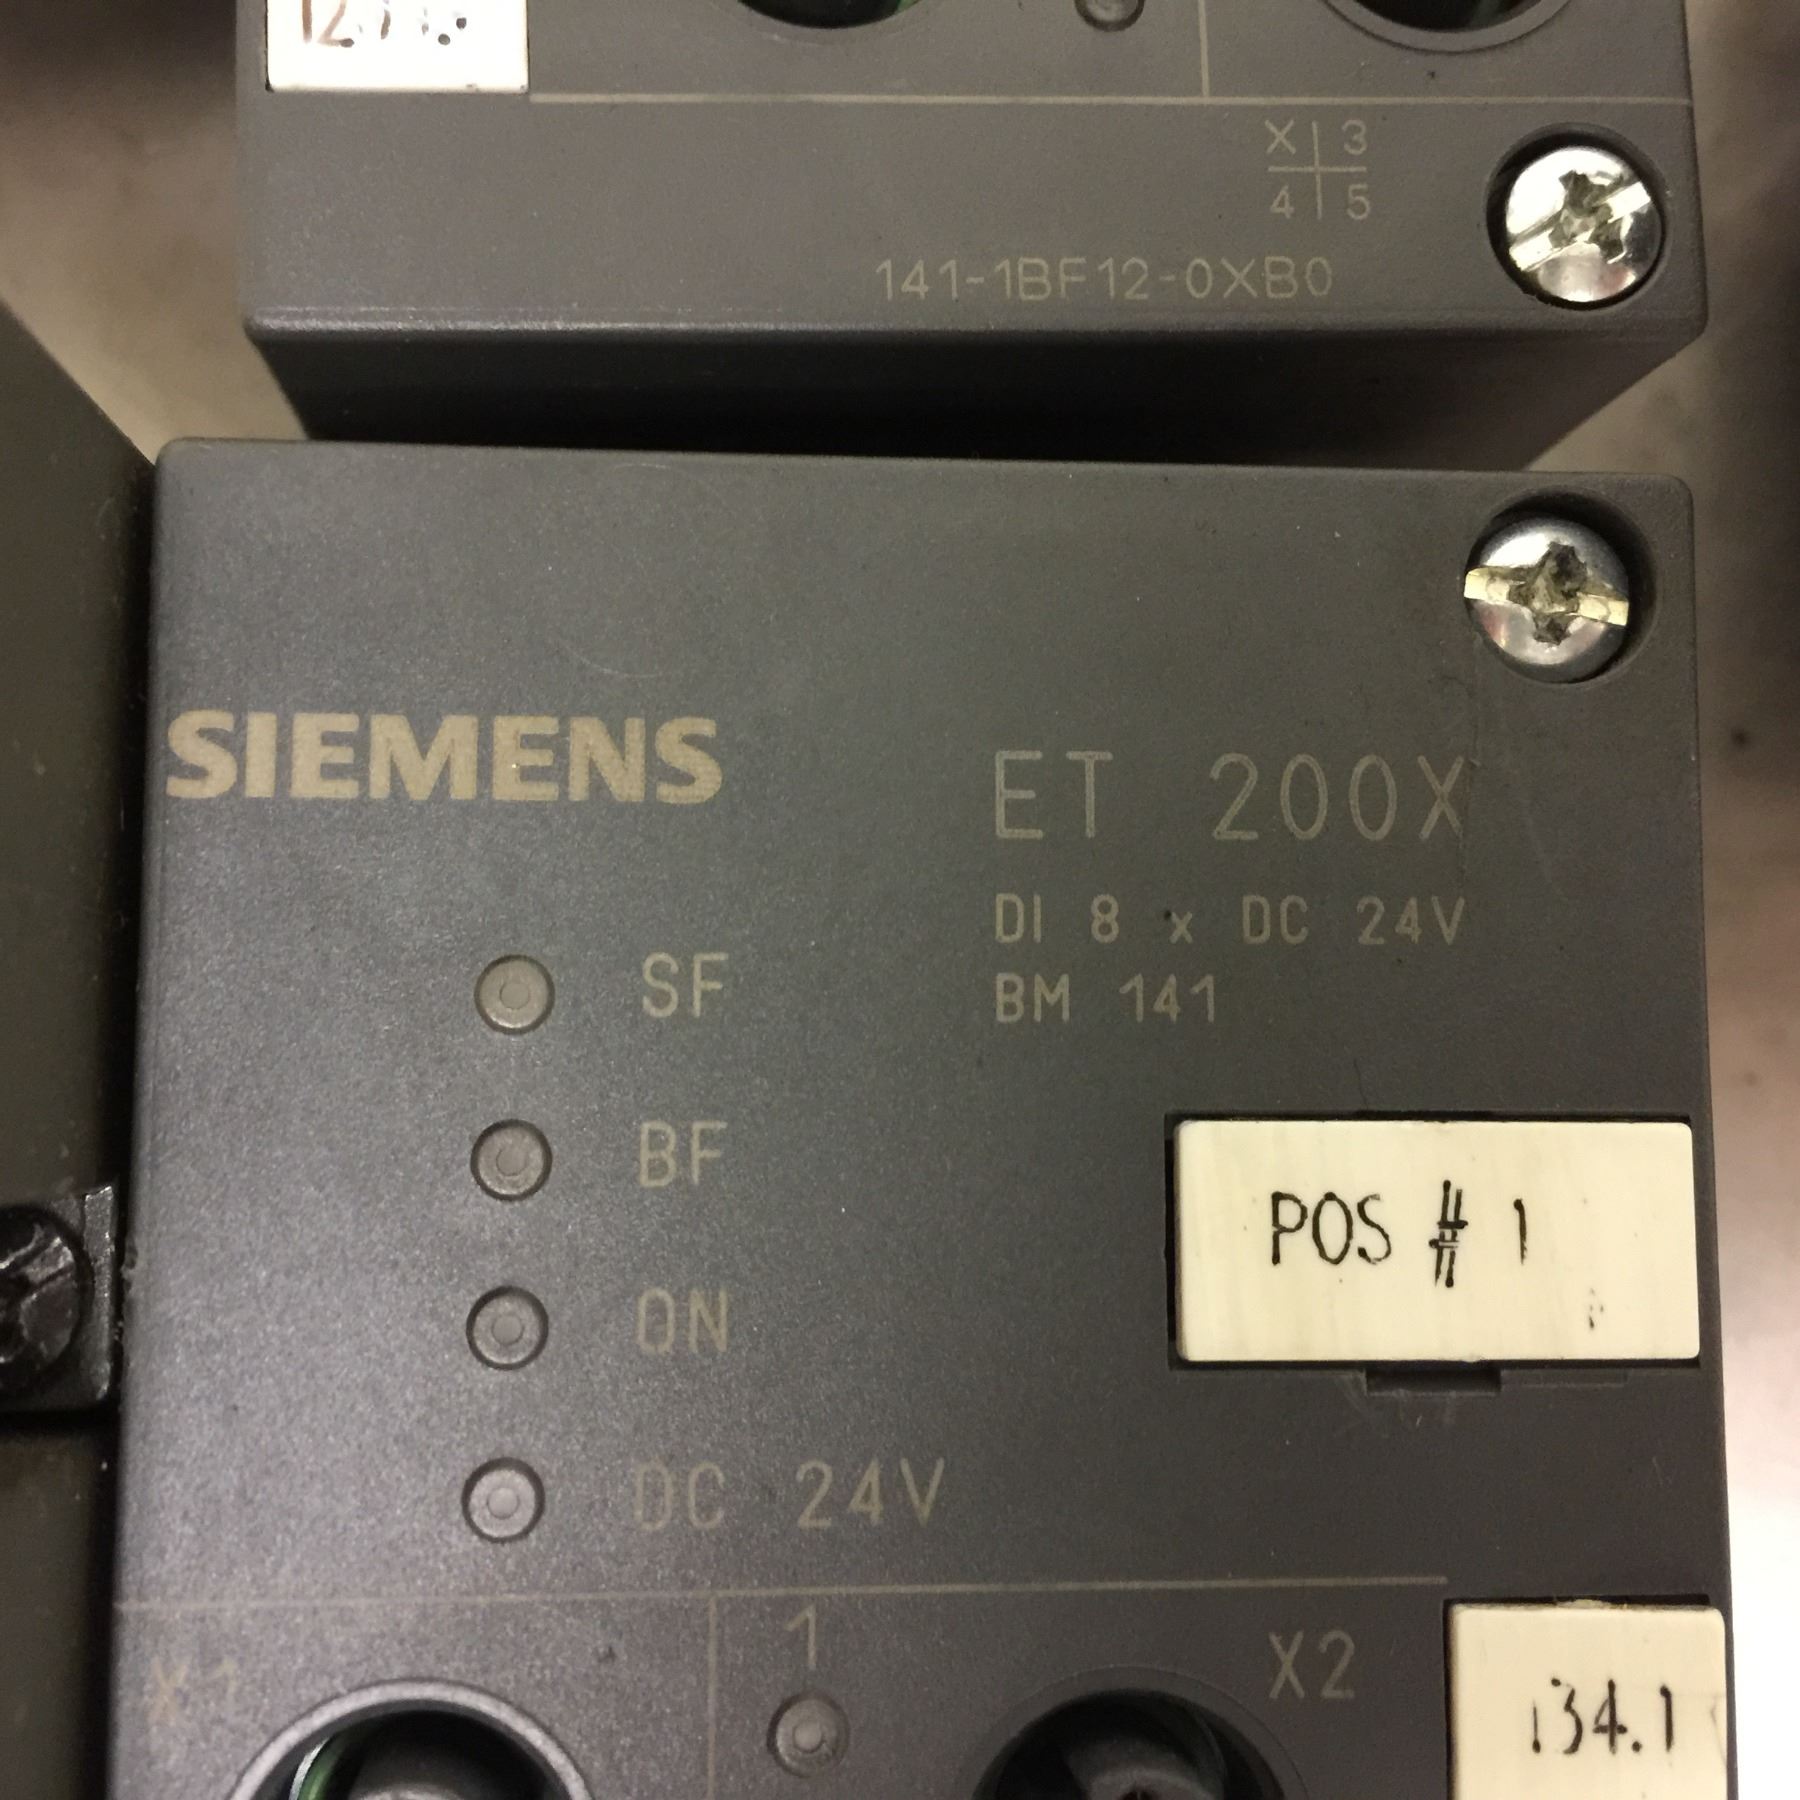 X 3
4 5
141-1BF12-0XB0
SIEMENS
ET 200X
DI 8 x DC 24V
BM 141
SF
BF
ON
DC 24V
POS # 1
X1
1
X2
134.1